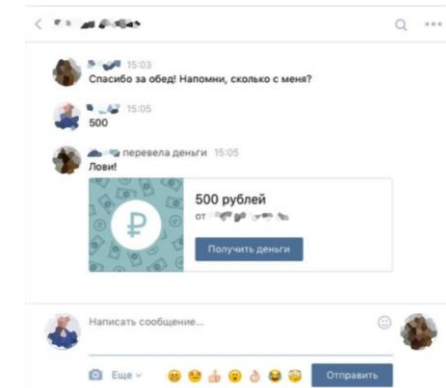 15:03
Спасибо за обед! Напомни, сколько с меня?
15:05
500
перевела деньги 15:05
Лови!
500 рублей
от
Получить деньги
Написать сообщение...
Еще
Отправить